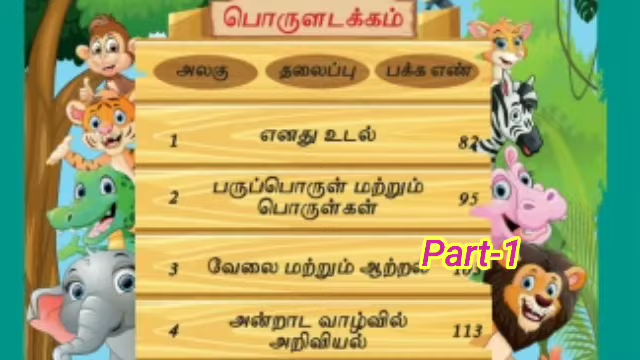 பொருளடக்கம்
அலகு தலைப்பு பக்க எண்
1 எனது உடல் 82
2 பருப்பொருள் மற்றும் பொருள்கள் 95
3 வேலை மற்றும் ஆற்றல்
Part-1
4 அன்றாட வாழ்வில் அறிவியல் 113